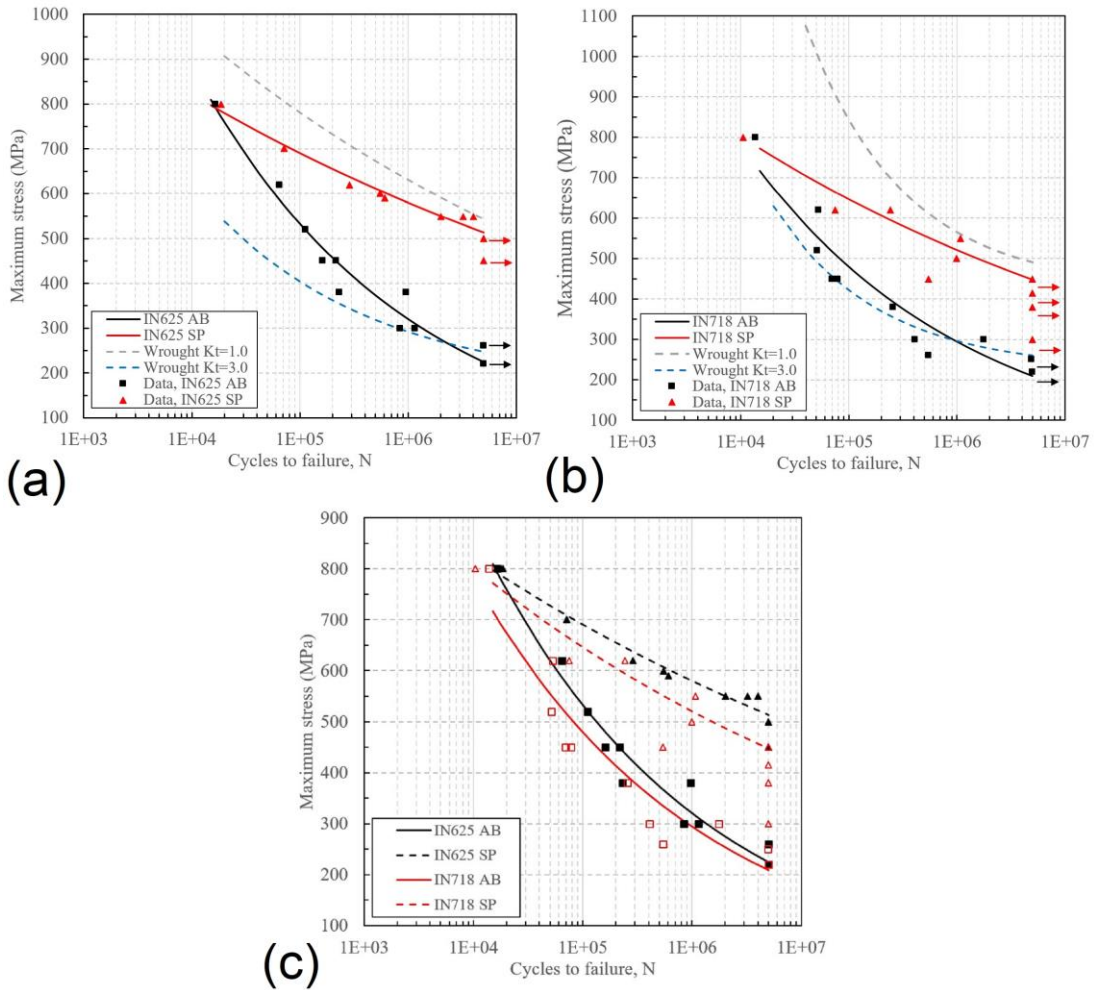 1000
900
800
700
600
500
400
300
200
100
Maximum stress (MPa)
IN625 AB
IN625 SP
Wrought Kt=1.0
Wrought Kt=3.0
Data, IN625 AB
Data, IN625 SP
1E+03 1E+04 1E+05 1E+06 1E+07
Cycles to failure, N
(a)
1100
1000
900
800
700
600
500
400
300
200
100
Maximum stress (MPa)
IN718 AB
IN718 SP
Wrought Kt=1.0
Wrought Kt=3.0
Data, IN718 AB
Data, IN718 SP
1E+03 1E+04 1E+05 1E+06 1E+07
Cycles to failure, N
(b)
900
800
700
600
500
400
300
200
100
Maximum stress (MPa)
IN625 AB
IN625 SP
IN718 AB
IN718 SP
1E+03 1E+04 1E+05 1E+06 1E+07
Cycles to failure, N
(c)